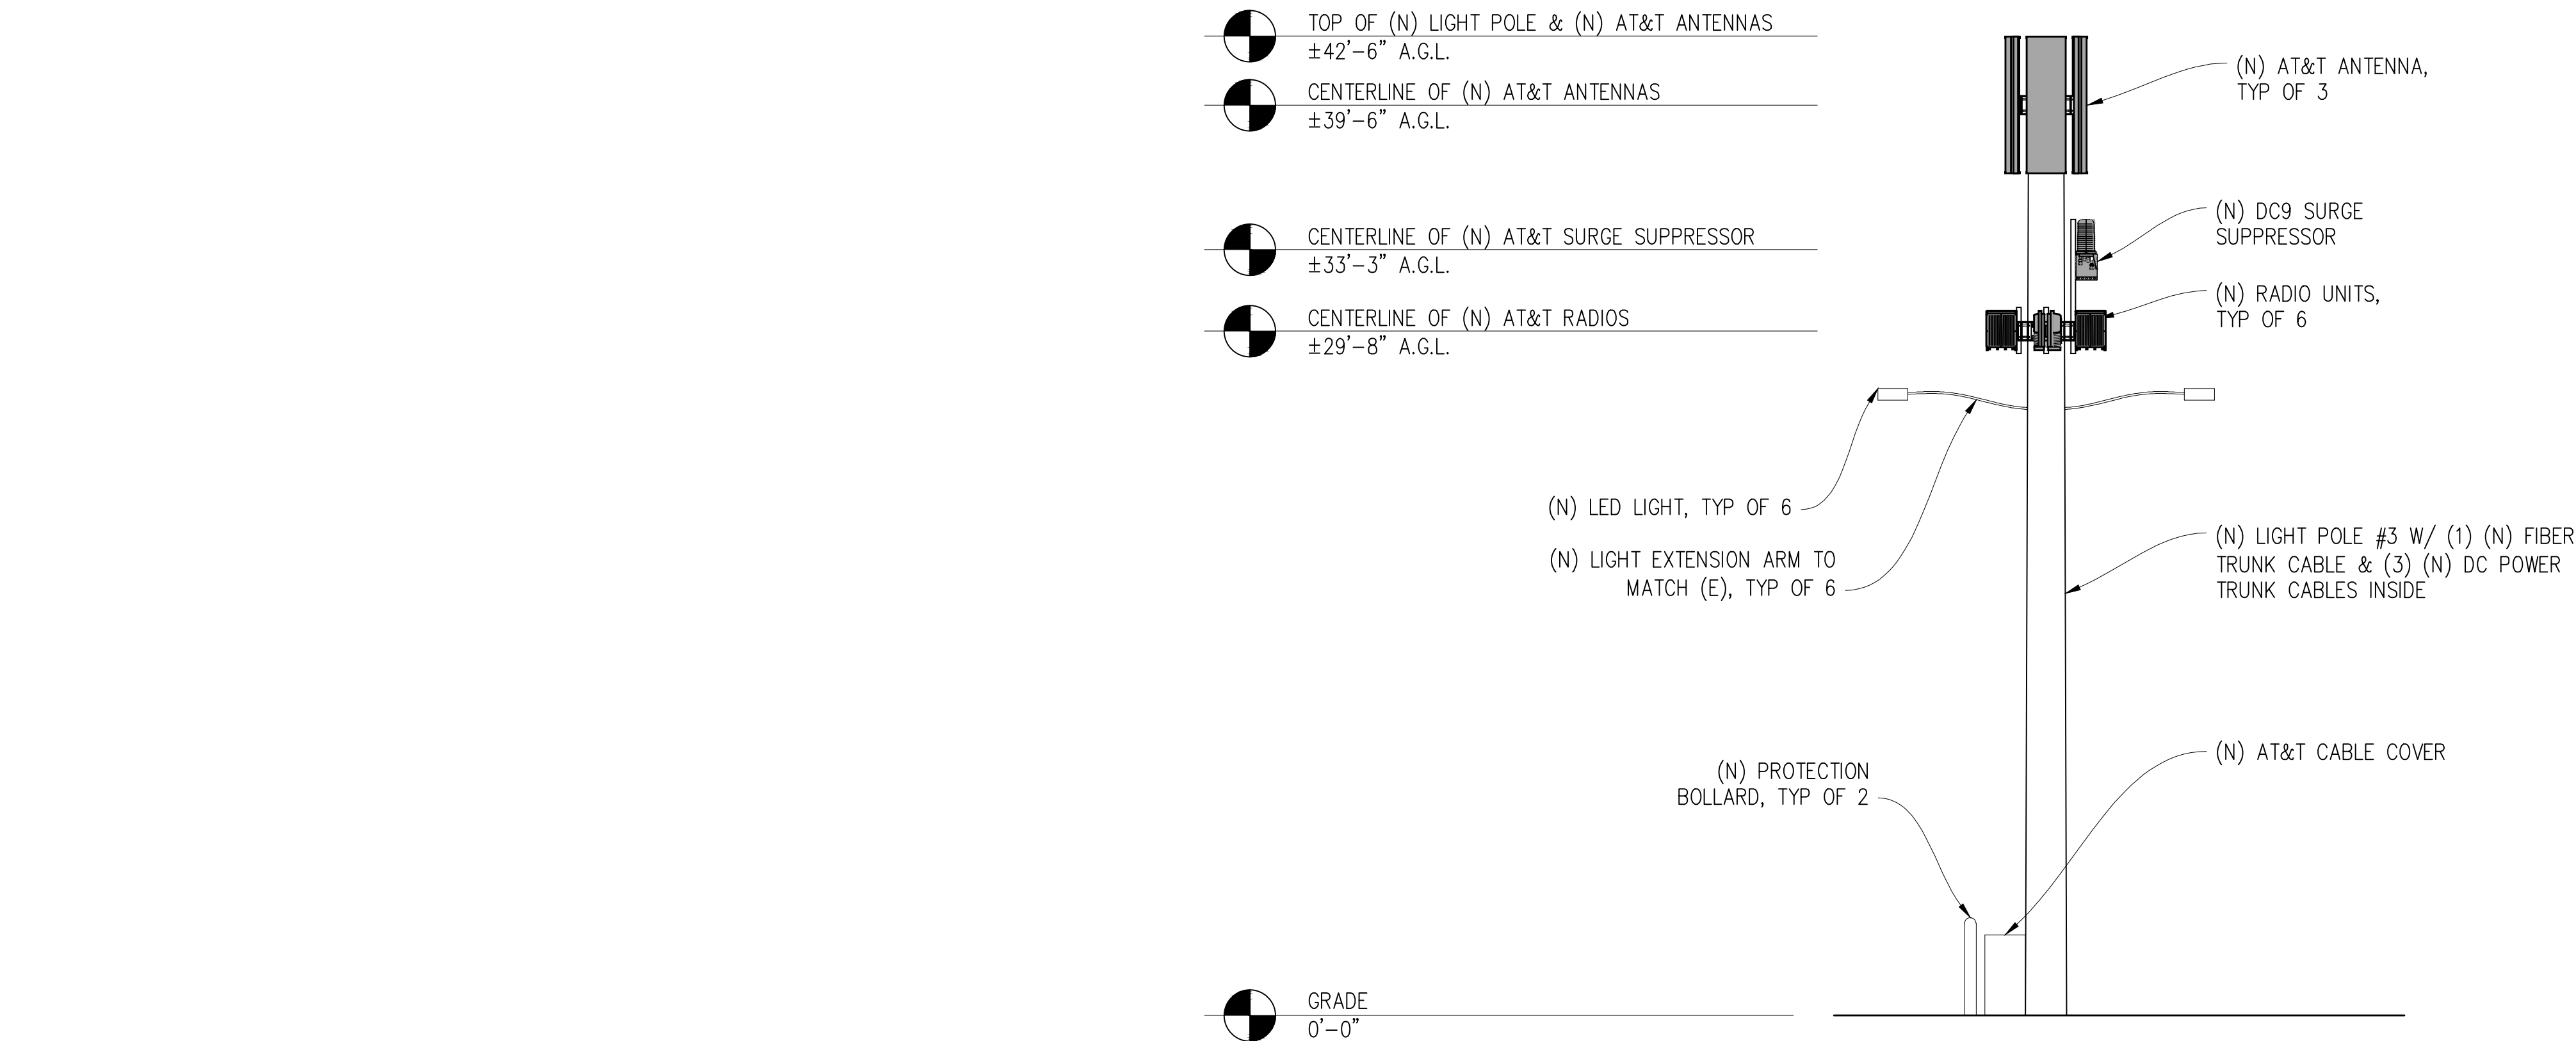 TOP OF (N) LIGHT POLE & (N) AT&T ANTENNAS
±42'-6" A.G.L.
CENTERLINE OF (N) AT&T ANTENNAS
±39'-6" A.G.L.
CENTERLINE OF (N) AT&T SURGE SUPPRESSOR
±33'-3" A.G.L.
CENTERLINE OF (N) AT&T RADIOS
±29'-8" A.G.L.
(N) AT&T ANTENNA,
TYP OF 3
(N) DC9 SURGE
SUPPRESSOR
(N) RADIO UNITS,
TYP OF 6
(N) LED LIGHT, TYP OF 6
(N) LIGHT EXTENSION ARM TO
MATCH (E), TYP OF 6
(N) LIGHT POLE #3 W/ (1) (N) FIBER
TRUNK CABLE & (3) (N) DC POWER
TRUNK CABLES INSIDE
(N) PROTECTION
BOLLARD, TYP OF 2
(N) AT&T CABLE COVER
GRADE
0'-0"